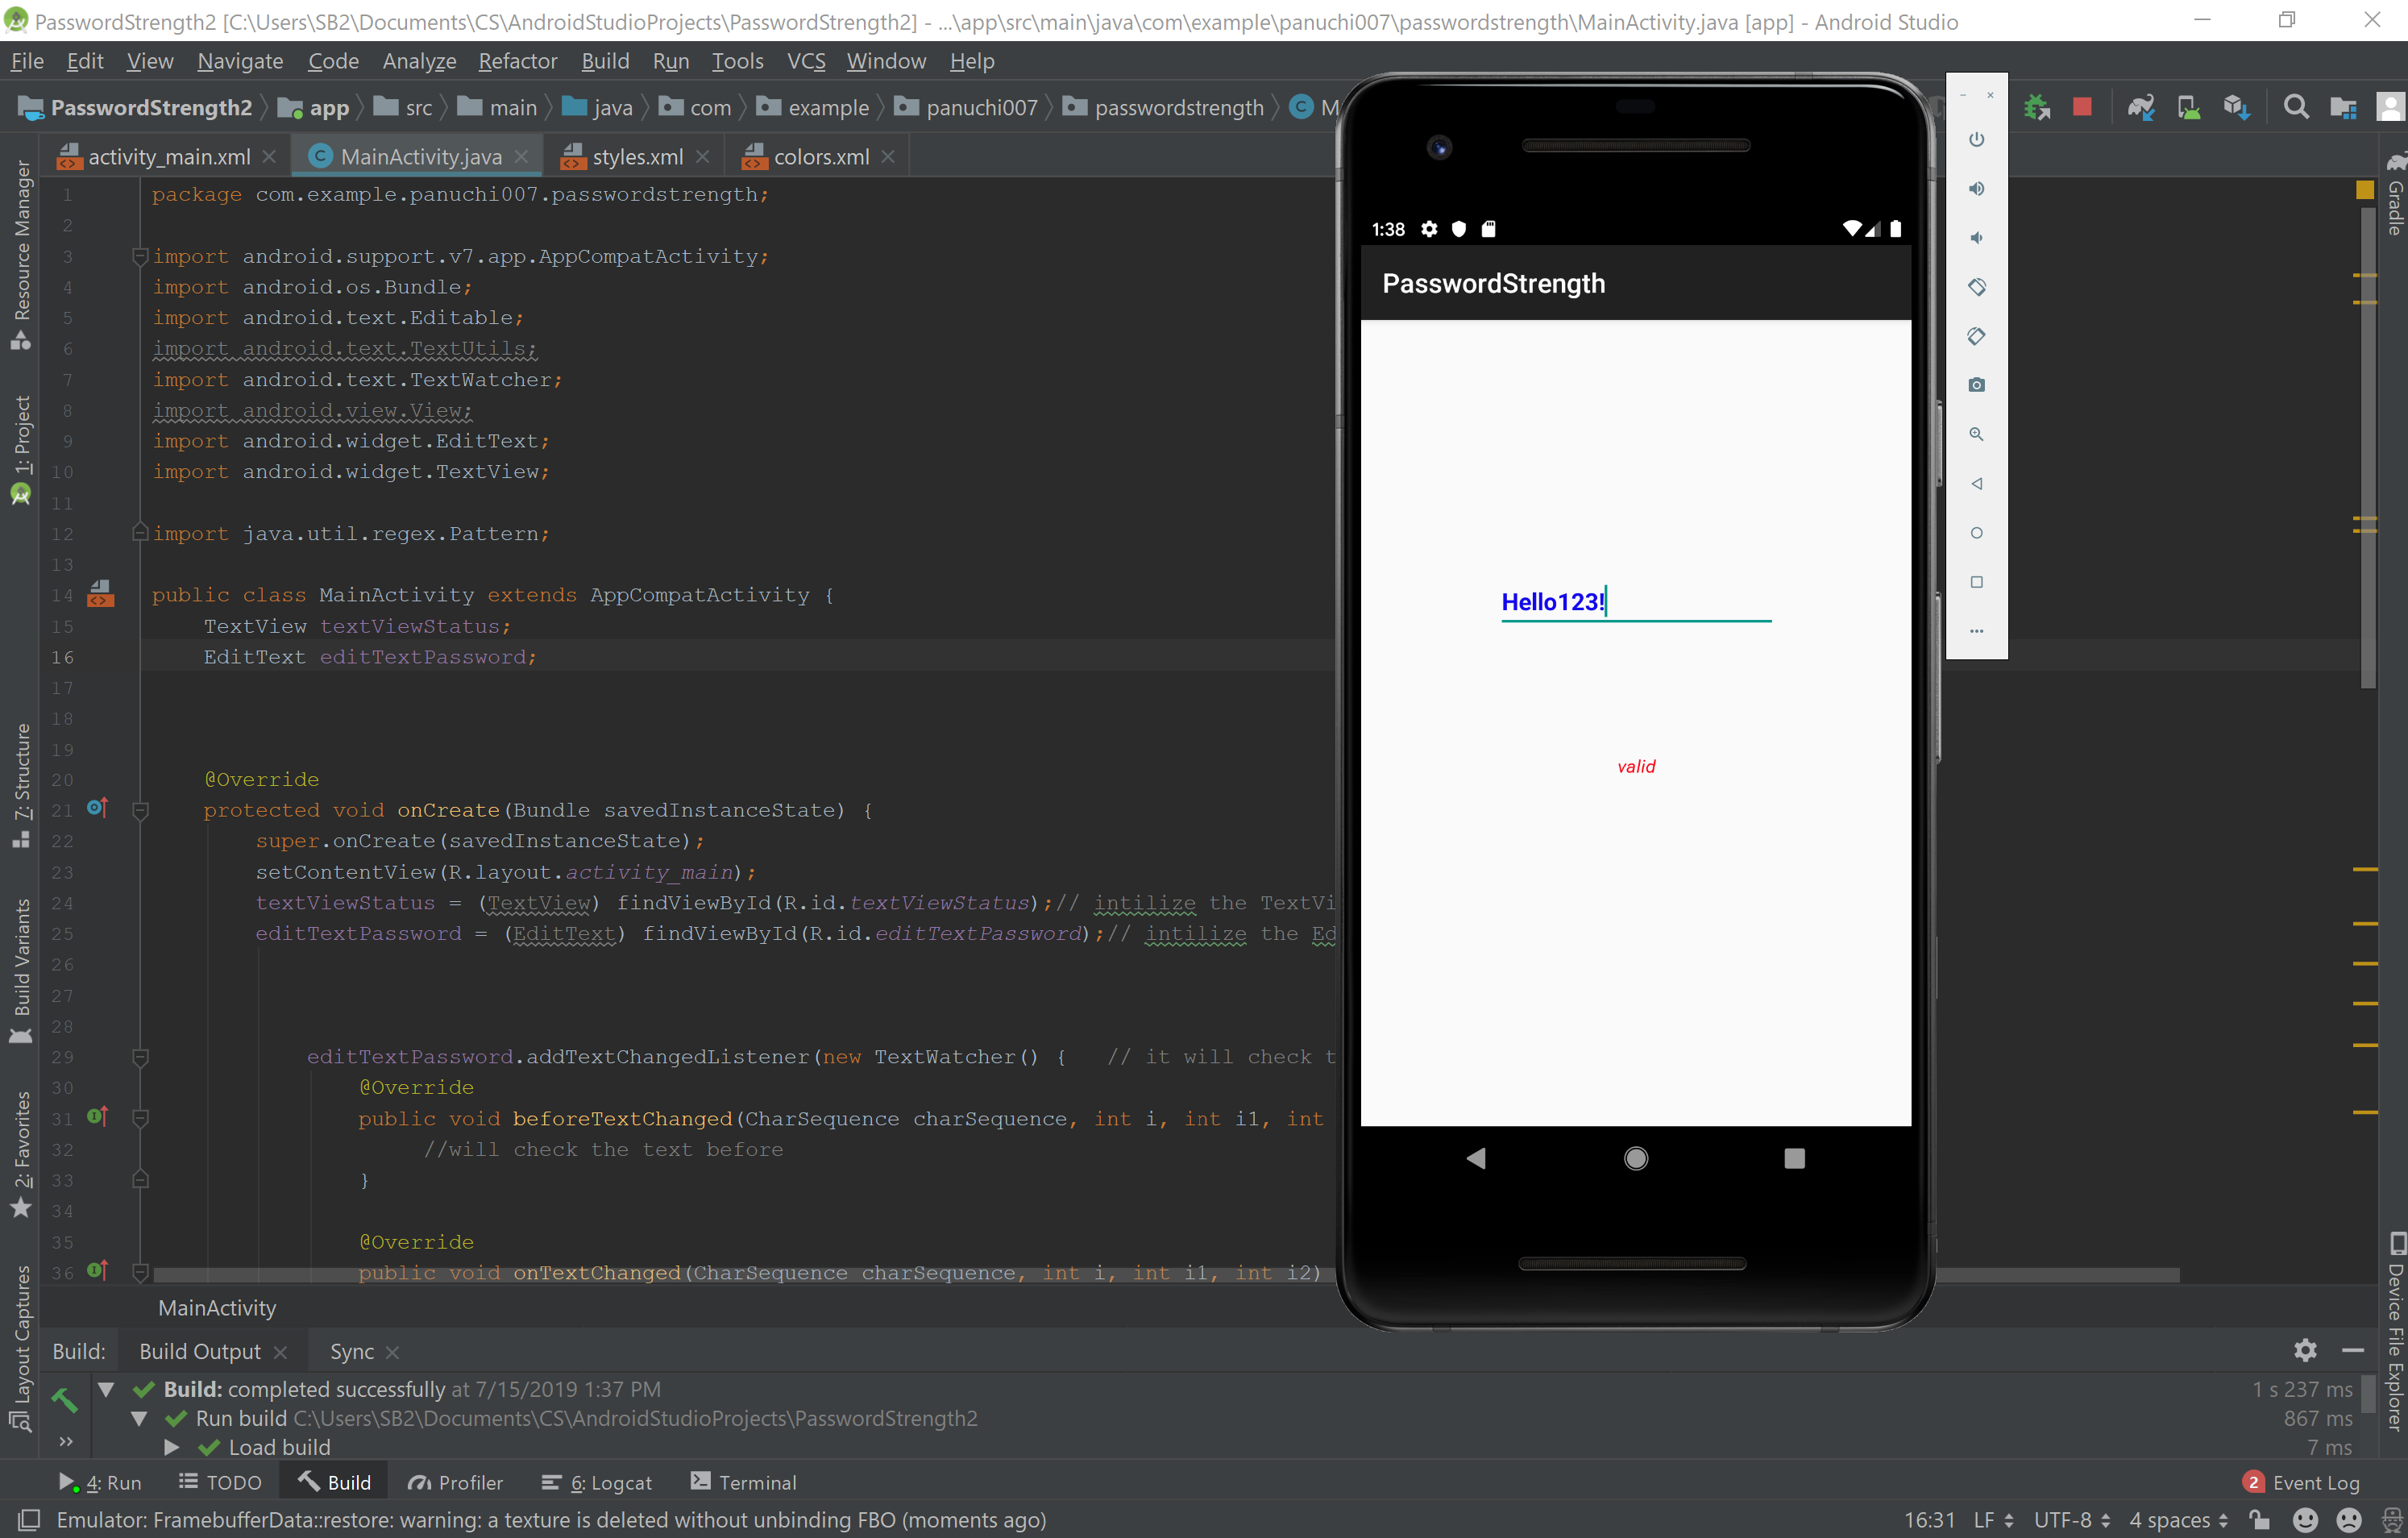 PasswordStrength2 [C:\Users\SB2\Documents\CS\AndroidStudioProjects\PasswordStrength2] - ...\app\src\main\java\com\example\panuchi007\passwordstrength\MainActivity.java [app] - Android Studio
File Edit View Navigate Code Analyze Refactor Build Run Tools VCS Window Help
PasswordStrength2 app src main java com example panuchi007 passwordstrength M
activity_main.xml MainActivity.java styles.xml colors.xml
Resource Manager
1: Project
7: Structure
Build Variants
2: Favorites
Layout Captures
1 package com.example.panuchi007.passwordstrength;
2
3 import android.support.v7.app.AppCompatActivity;
4 import android.os.Bundle;
5 import android.text.Editable;
6 import android.text.TextUtils;
7 import android.text.TextWatcher;
8 import android.view.View;
9 import android.widget.EditText;
10 import android.widget.TextView;
11
12 import java.util.regex.Pattern;
13
14 public class MainActivity extends AppCompatActivity {
15 TextView textViewStatus;
16 EditText editTextPassword;
17
18
19
20 @Override
21 protected void onCreate(Bundle savedInstanceState) {
22 super.onCreate(savedInstanceState);
23 setContentView(R.layout.activity_main);
24 textViewStatus = (TextView) findViewById(R.id.textViewStatus);// intilize the TextVi
25 editTextPassword = (EditText) findViewById(R.id.editTextPassword);// intilize the Ed
26
27
28
29 editTextPassword.addTextChangedListener(new TextWatcher() { // it will check t
30 @Override
31 public void beforeTextChanged(CharSequence charSequence, int i, int i1, int
32 //will check the text before
33 }
34
35 @Override
36 public void onTextChanged(CharSequence charSequence, int i, int i1, int i2)
1:38
PasswordStrength
Hello123!
valid
Gradle
Device File Explorer
MainActivity
Build: Build Output Sync
Build: completed successfully at 7/15/2019 1:37 PM 1 s 237 ms
Run build C:\Users\SB2\Documents\CS\AndroidStudioProjects\PasswordStrength2 867 ms
Load build 7 ms
4: Run TODO Build Profiler 6: Logcat Terminal 2 Event Log
Emulator: FramebufferData::restore: warning: a texture is deleted without unbinding FBO (moments ago) 16:31 LF UTF-8 4 spaces